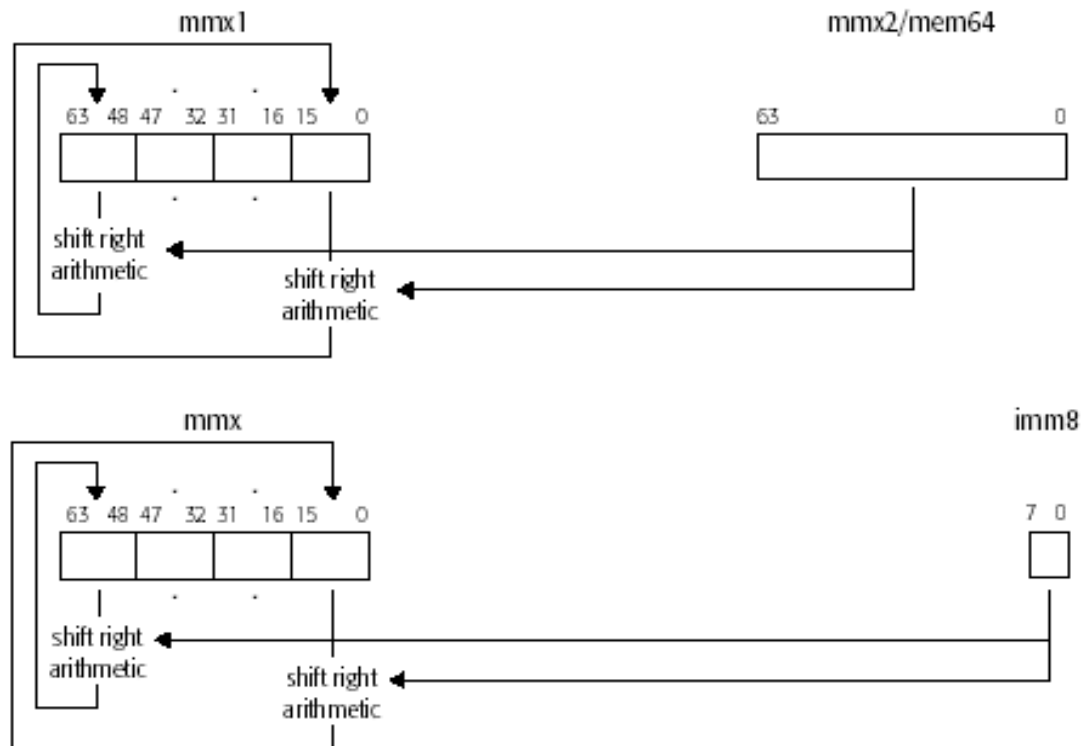 mmx1 mmx2/mem64
63 48 47 32 31 16 15 0 63 0
shift right
arithmetic
shift right
arithmetic
mmx imm8
63 48 47 32 31 16 15 0 7 0
shift right
arithmetic
shift right
arithmetic